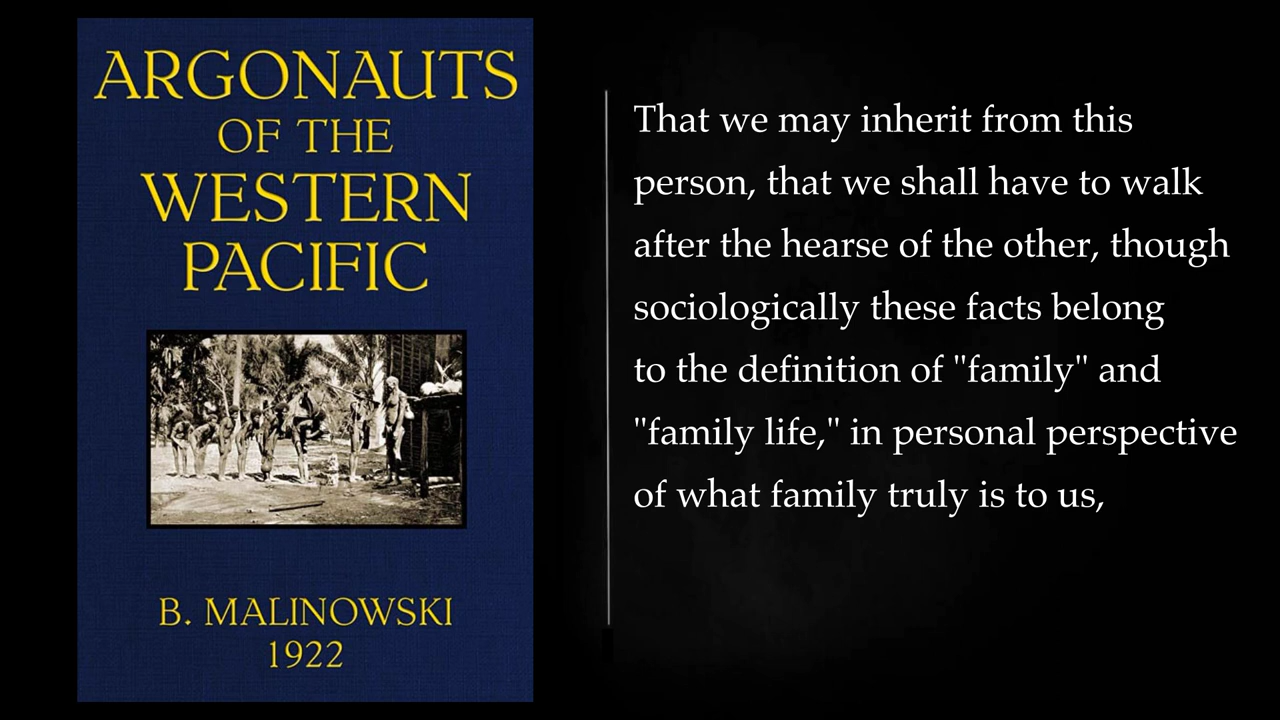 ARGONAUTS
OF THE
WESTERN
PACIFIC
B. MALINOWSKI
1922
That we may inherit from this
person, that we shall have to walk
after the hearse of the other, though
sociologically these facts belong
to the definition of "family" and
"family life," in personal perspective
of what family truly is to us,